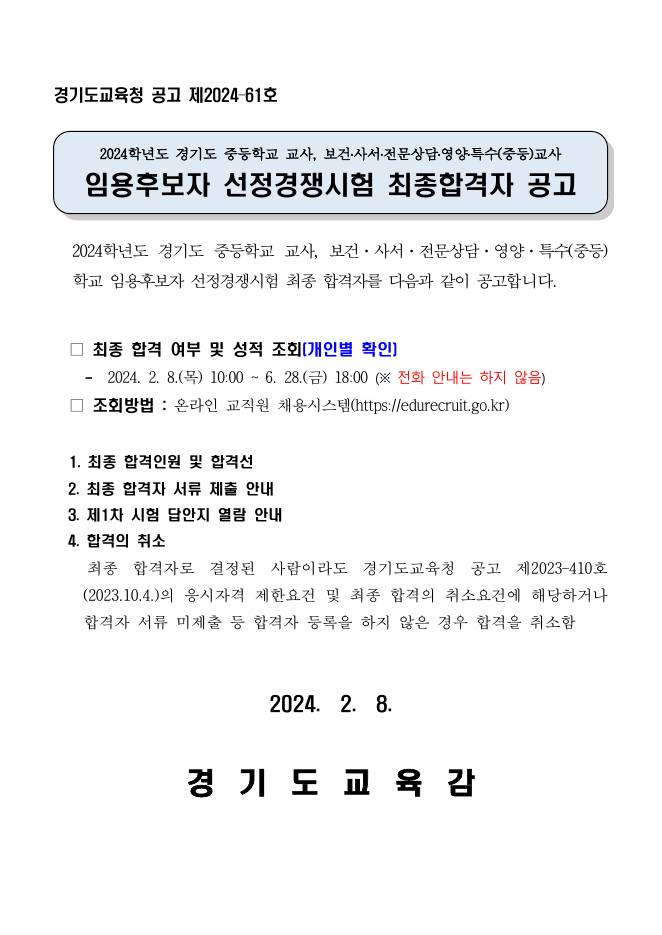 경기도교육청 공고 제2024-61호
2024학년도 경기도 중등학교 교사, 보건·사서·전문상담·영양·특수(중등)교사
임용후보자 선정경쟁시험 최종합격자 공고
2024학년도 경기도 중등학교 교사, 보건·사서·전문상담·영양·특수(중등)
학교 임용후보자 선정경쟁시험 최종 합격자를 다음과 같이 공고합니다.
□ 최종 합격 여부 및 성적 조회(개인별 확인)
- 2024. 2. 8.(목) 10:00 ~ 6. 28.(금) 18:00 (※ 전화 안내는 하지 않음)
□ 조회방법 : 온라인 교직원 채용시스템(https://edurecruit.go.kr)
1. 최종 합격인원 및 합격선
2. 최종 합격자 서류 제출 안내
3. 제1차 시험 답안지 열람 안내
4. 합격의 취소
최종 합격자로 결정된 사람이라도 경기도교육청 공고 제2023-410호
(2023.10.4.)의 응시자격 제한요건 및 최종 합격의 취소요건에 해당하거나
합격자 서류 미제출 등 합격자 등록을 하지 않은 경우 합격을 취소함
2024. 2. 8.
경 기 도 교 육 감